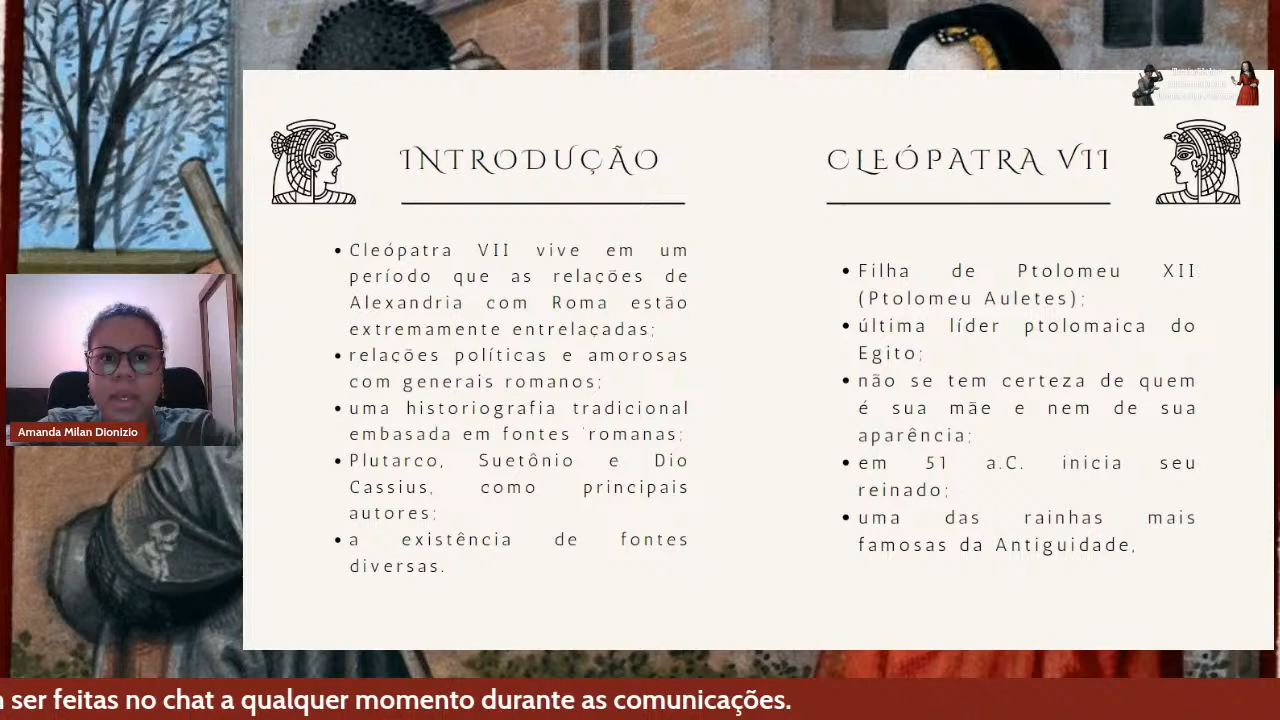 INTRODUÇÃO
Cleópatra VII vive em um
período que as relações de
Alexandria com Roma estão
extremamente entrelaçadas;
relações políticas e amorosas
com generais romanos;
uma historiografia tradicional
embasada em fontes 'romanas;
Plutarco, Suetônio e Dio
Cassius, como principais
autores;
a existência de fontes
diversas.
CLEÓPATRA VII
Filha de Ptolomeu XII
(Ptolomeu Auletes);
última líder ptolomaica do
Egito;
não se tem certeza de quem
é sua mãe e nem de sua
aparência;
em 51 a.C. inicia seu
reinado;
uma das rainhas mais
famosas da Antiguidade,
Amanda Milan Dionizio
ser feitas no chat a qualquer momento durante as comunicações.